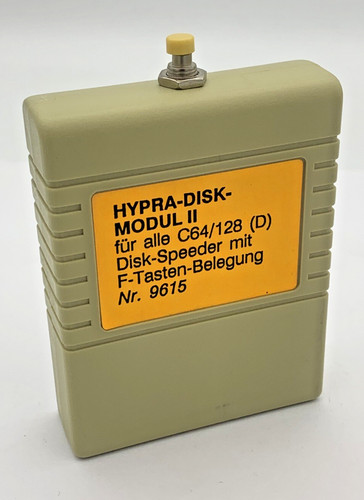 HYPRA-DISK-
MODUL II
für alle C64/128 (D)
Disk-Speeder mit
F-Tasten-Belegung
Nr. 9615